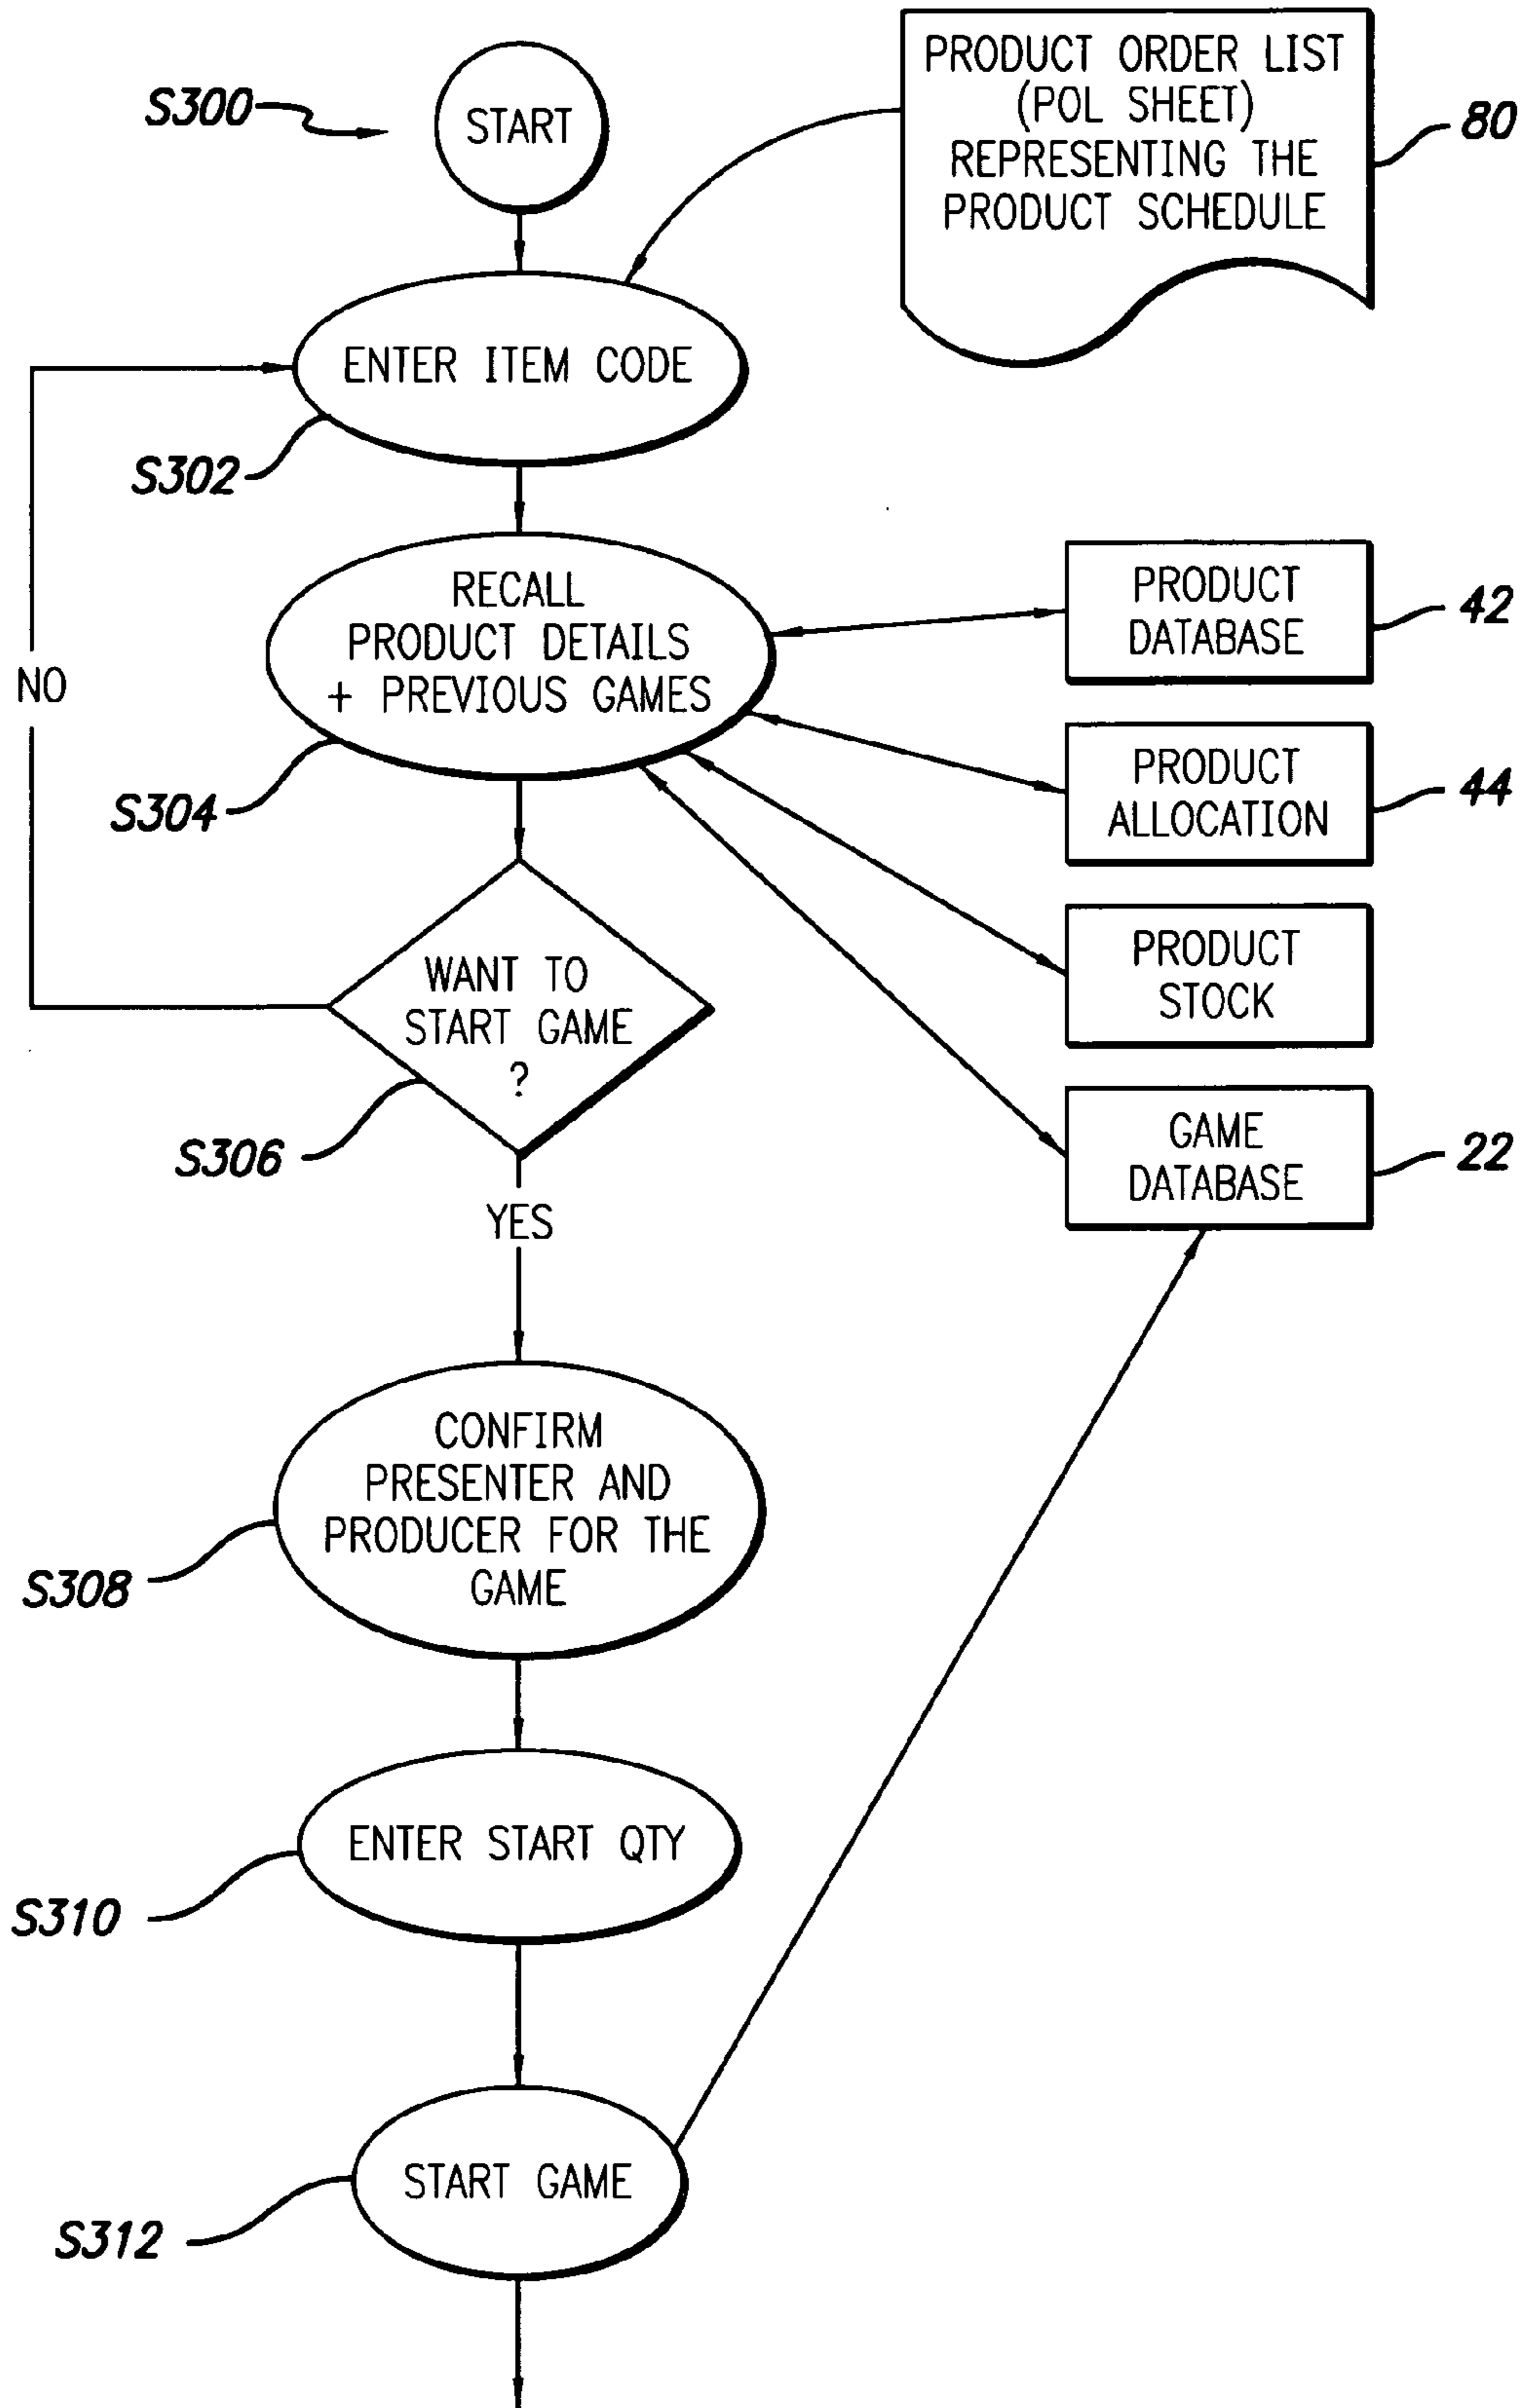 S300
START
PRODUCT ORDER LIST
(POL SHEET)
REPRESENTING THE
PRODUCT SCHEDULE
80
ENTER ITEM CODE
S302
RECALL
PRODUCT DETAILS
+ PREVIOUS GAMES
S304
PRODUCT
DATABASE
42
NO
PRODUCT
ALLOCATION
44
PRODUCT
STOCK
WANT TO
START GAME
?
S306
GAME
DATABASE
22
YES
CONFIRM
PRESENTER AND
PRODUCER FOR THE
GAME
S308
ENTER START QTY
S310
START GAME
S312